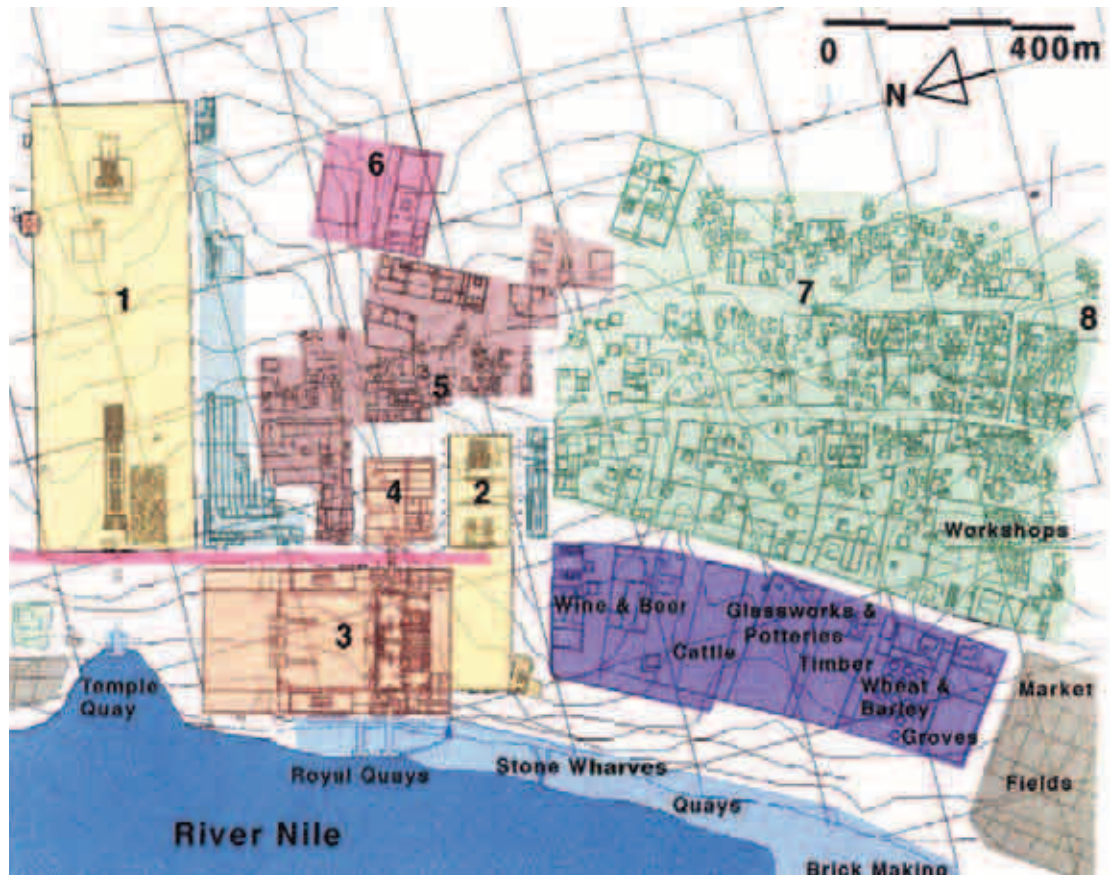 0 400m
N
6
1
7
8
5
4
2
Workshops
Wine & Beer
Glassworks &
Potteries
3
Cattle
Timber
Temple
Quay
Wheat &
Barley
Market
Groves
Royal Quays
Stone Wharves
Fields
Quays
River Nile
Brick Making